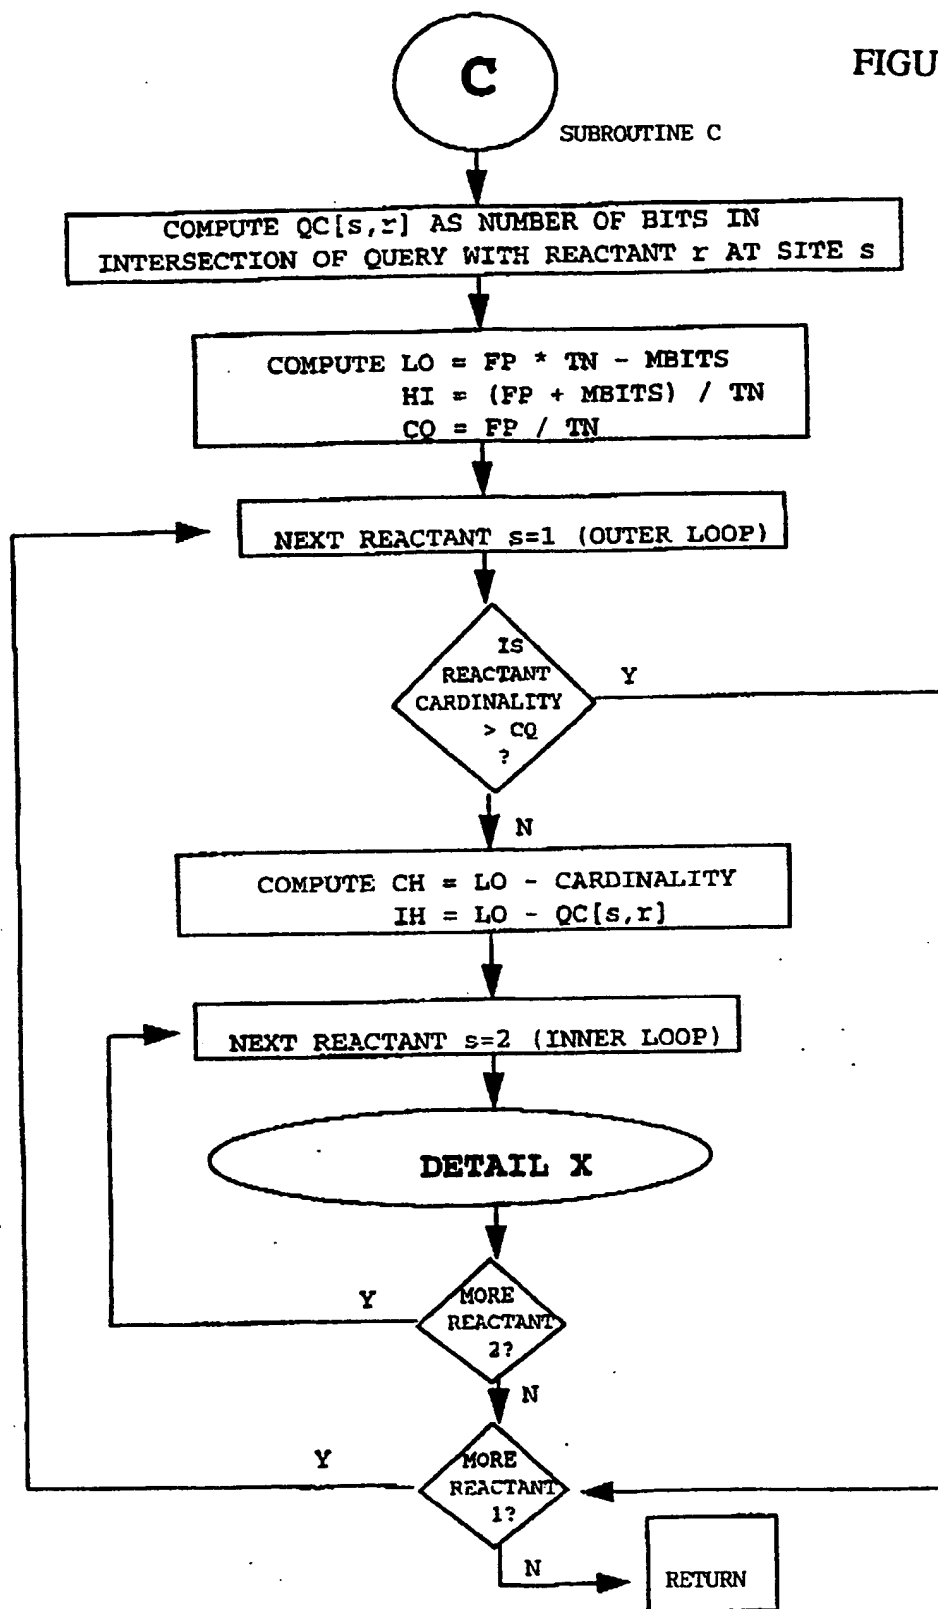 C
FIGU
SUBROUTINE C
COMPUTE QC[s,r] AS NUMBER OF BITS IN
INTERSECTION OF QUERY WITH REACTANT r AT SITE s
COMPUTE LO = FP * TN - MBITS
HI = (FP + MBITS) / TN
CQ = FP / TN
NEXT REACTANT s=1 (OUTER LOOP)
IS
REACTANT
CARDINALITY
> CQ
?
Y
N
COMPUTE CH = LO - CARDINALITY
IH = LO - QC[s,r]
NEXT REACTANT s=2 (INNER LOOP)
DETAIL X
MORE
REACTANT
2?
Y
N
MORE
REACTANT
1?
Y
N
RETURN